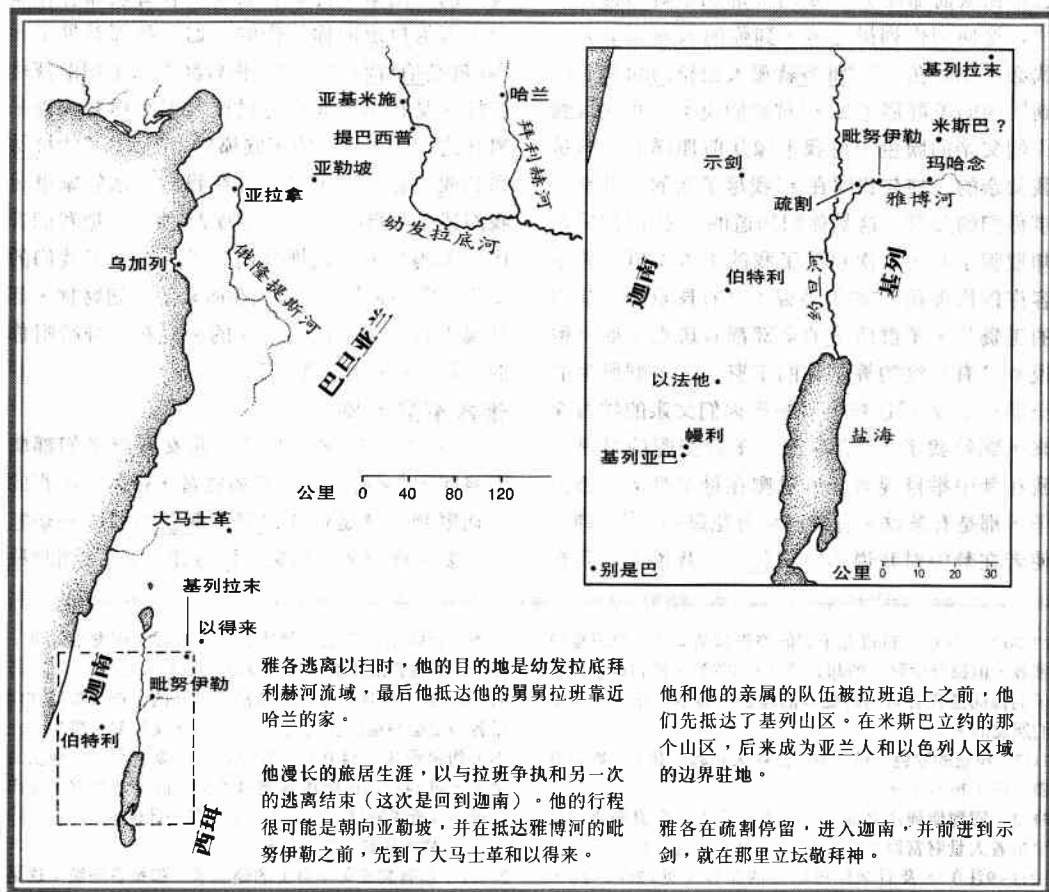 亚基米施
哈兰
提巴西普
拜利赫河
亚勒坡
亚拉拿
幼发拉底河
乌加列
俄隆提斯河
巴旦亚兰
公里 0 40 80 120
大马士革
基列拉末
以得来
迦南
毗努伊勒
伯特利
西珥
基列拉末
米斯巴？
毗努伊勒
示剑
玛哈念
疏割
雅博河
迦南
基列
伯特利
约旦河
以法他
幔利
基列亚巴
盐海
别是巴
公里 0 10 20 30
雅各逃离以扫时，他的目的地是幼发拉底拜
利赫河流域，最后他抵达他的舅舅拉班靠近
哈兰的家。
他漫长的旅居生涯，以与拉班争执和另一次
的逃离结束（这次是回到迦南）。他的行程
很可能是朝向亚勒坡，并在抵达雅博河的毗
努伊勒之前，先到了大马士革和以得来。
他和他的亲属的队伍被拉班追上之前，他
们先抵达了基列山区。在米斯巴立约的那
个山区，后来成为亚兰人和以色列人区域
的边界驻地。
雅各在疏割停留，进入迦南，并前进到示
剑，就在那里立坛敬拜神。